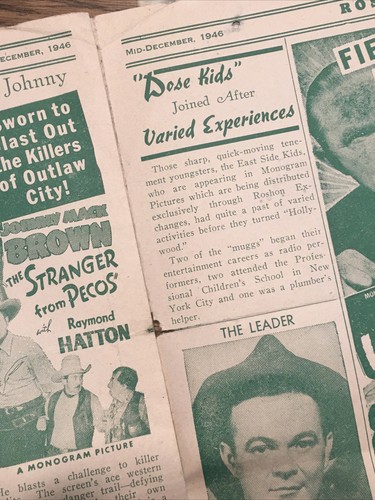 DECEMBER, 1946
Johnny
Sworn to
Blast Out
the Killers
of Outlaw
City!
JOHNNY MACK
BROWN
THE STRANGER
from PECOS
with Raymond
HATTON
A MONOGRAM PICTURE
He blasts a challenge to killer
The screen's ace western
danger trail—defying
their own
MID-DECEMBER, 1946
"Dose Kids"
Joined After
Varied Experiences
Those sharp, quick-moving tene-
ment youngsters, the East Side Kids,
who are appearing in Monogram
Pictures which are being distributed
exclusively through Roshon Ex-
changes, had quite a past of varied
activities before they turned "Holly-
wood."
Two of the "muggs" began their
entertainment careers as radio per-
formers, two attended the Profes-
sional Children's School in New
York City and one was a plumber's
helper.
THE LEADER
ROS
FIE